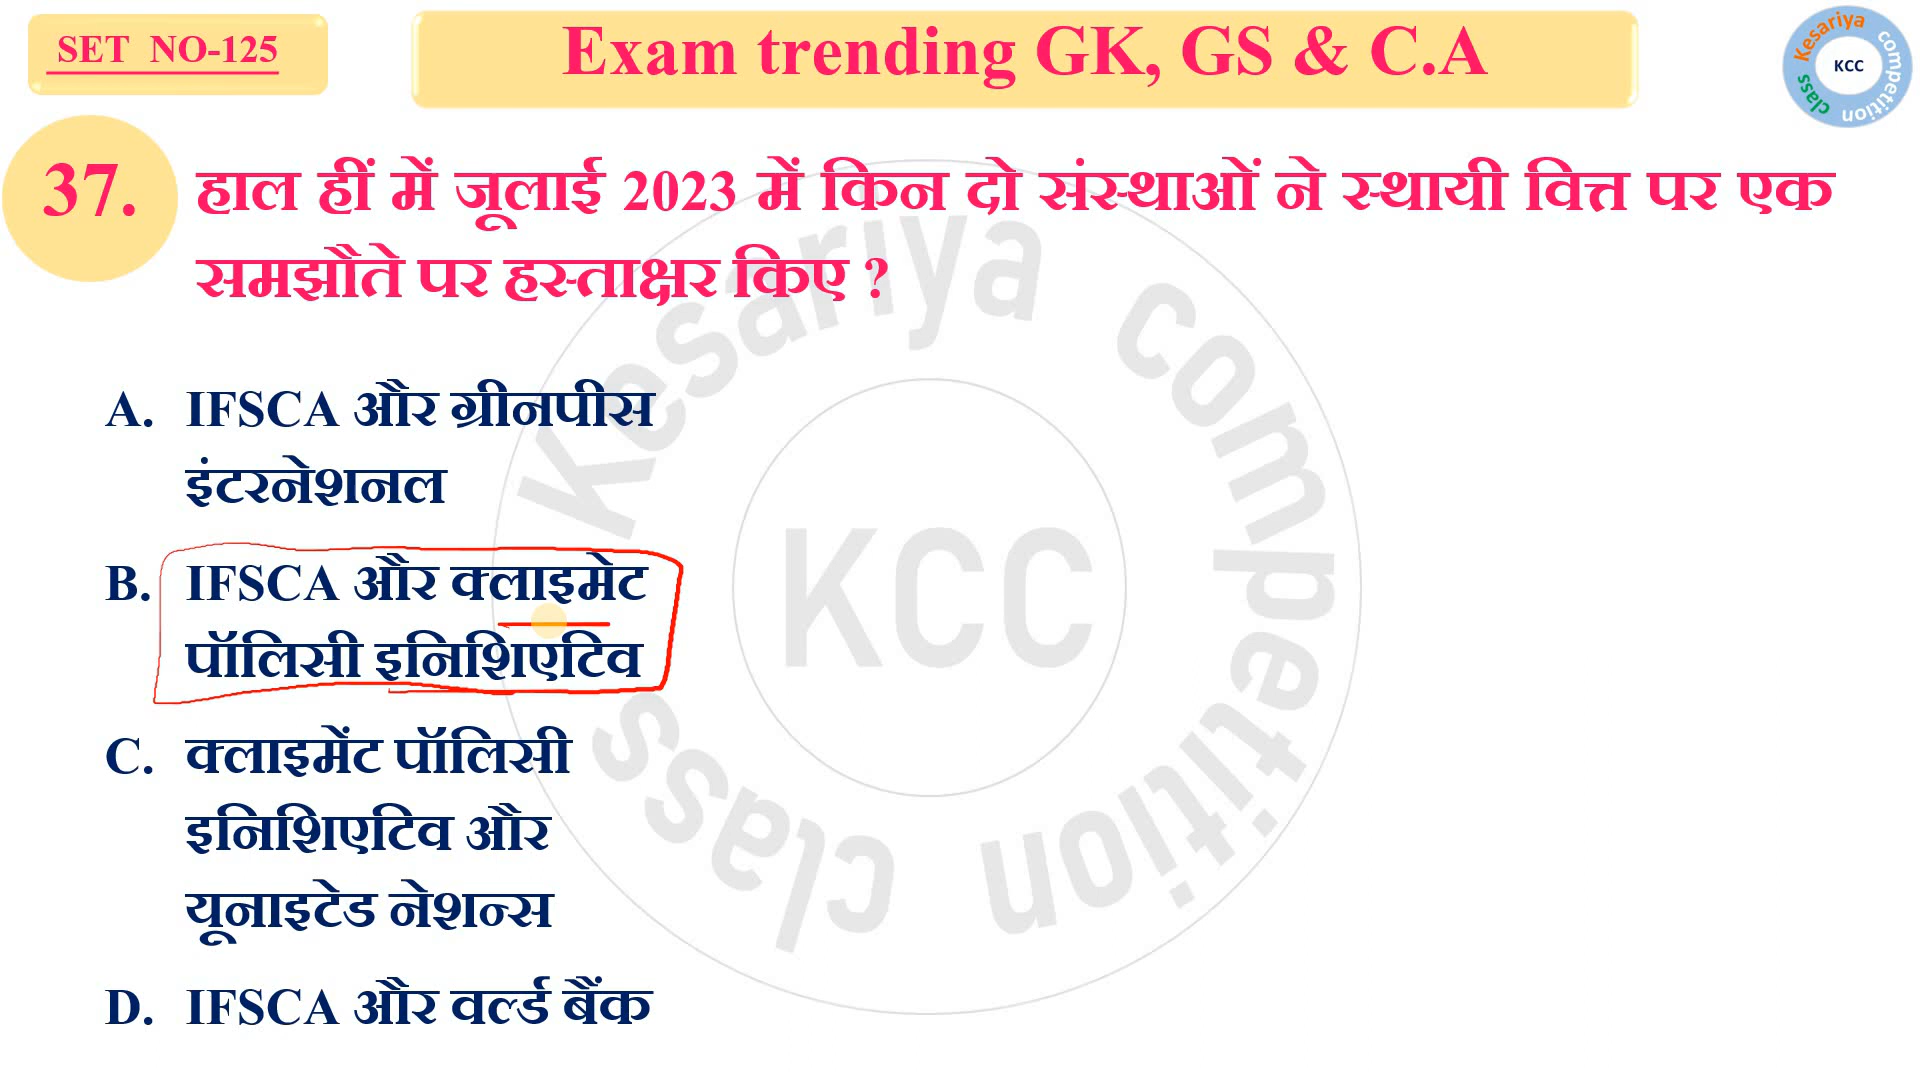 SET NO-125
Exam trending GK, GS & C.A
Kesariya competition class
KCC
37. हाल हीं में जूलाई 2023 में किन दो संस्थाओं ने स्थायी वित्त पर एक
समझौते पर हस्ताक्षर किए ?
A. IFSCA और ग्रीनपीस
इंटरनेशनल
B. IFSCA और क्लाइमेट
पॉलिसी इनिशिएटिव
C. क्लाइमेंट पॉलिसी
इनिशिएटिव और
यूनाइटेड नेशन्स
D. IFSCA और वर्ल्ड बैंक
Kesariya competition class
KCC